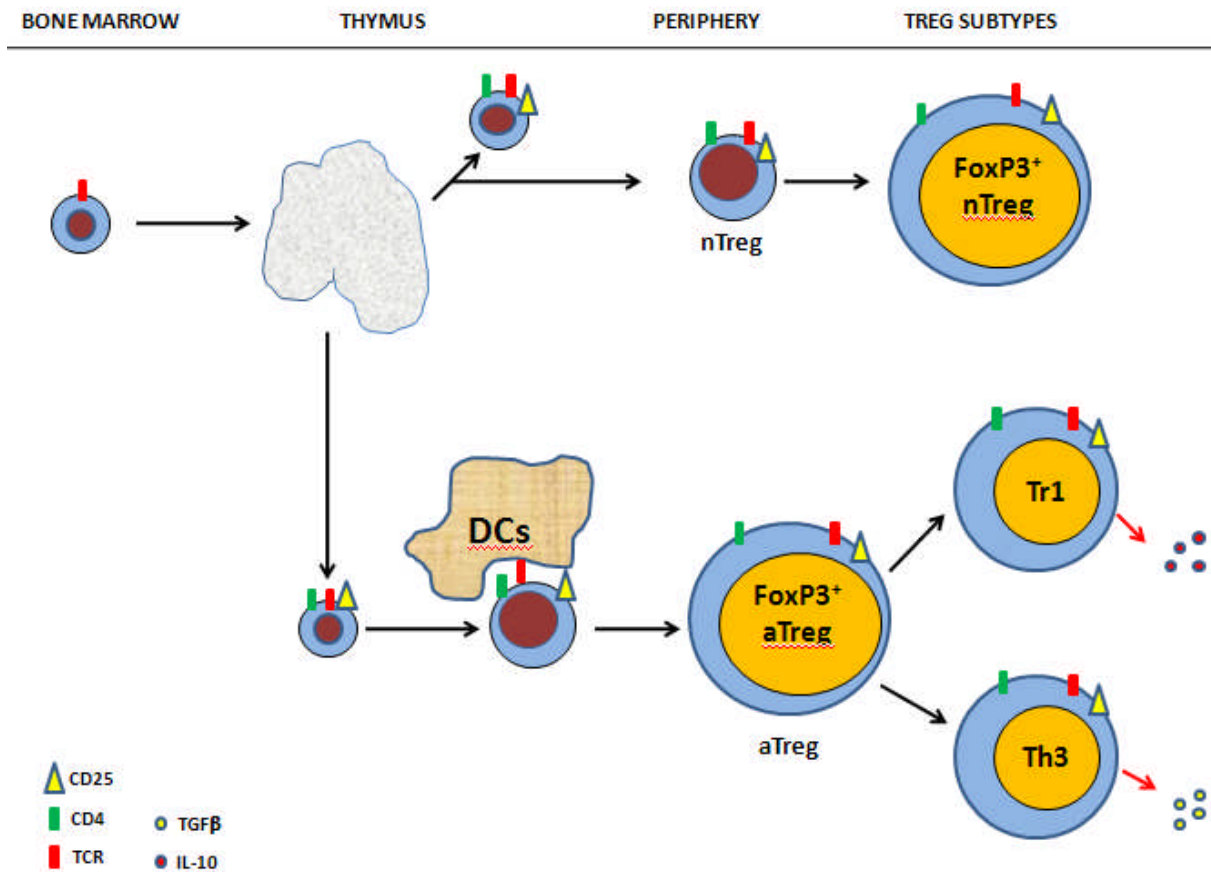 BONE MARROW THYMUS PERIPHERY TREG SUBTYPES
FoxP3⁺
nTreg
nTreg
Tr1
DCs
FoxP3⁺
aTreg
aTreg
Th3
CD25
CD4
TCR
TGFβ
IL-10